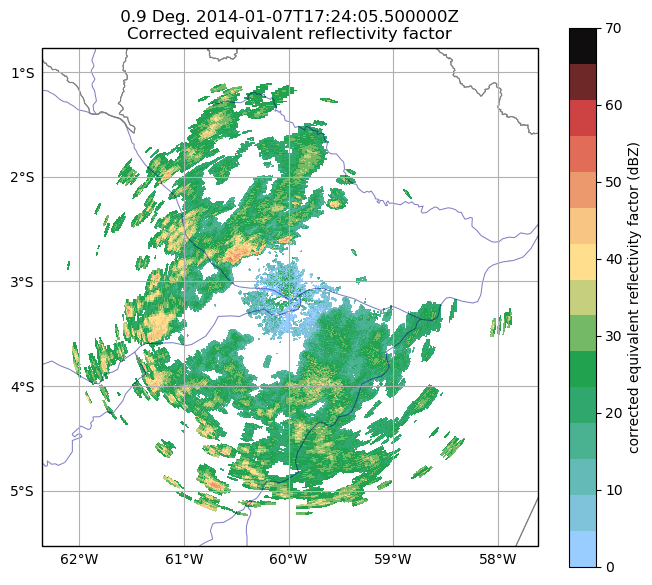 0.9 Deg. 2014-01-07T17:24:05.500000Z
Corrected equivalent reflectivity factor
1°S
2°S
3°S
4°S
5°S
62°W
61°W
60°W
59°W
58°W
70
60
50
40
30
20
10
0
corrected equivalent reflectivity factor (dBZ)